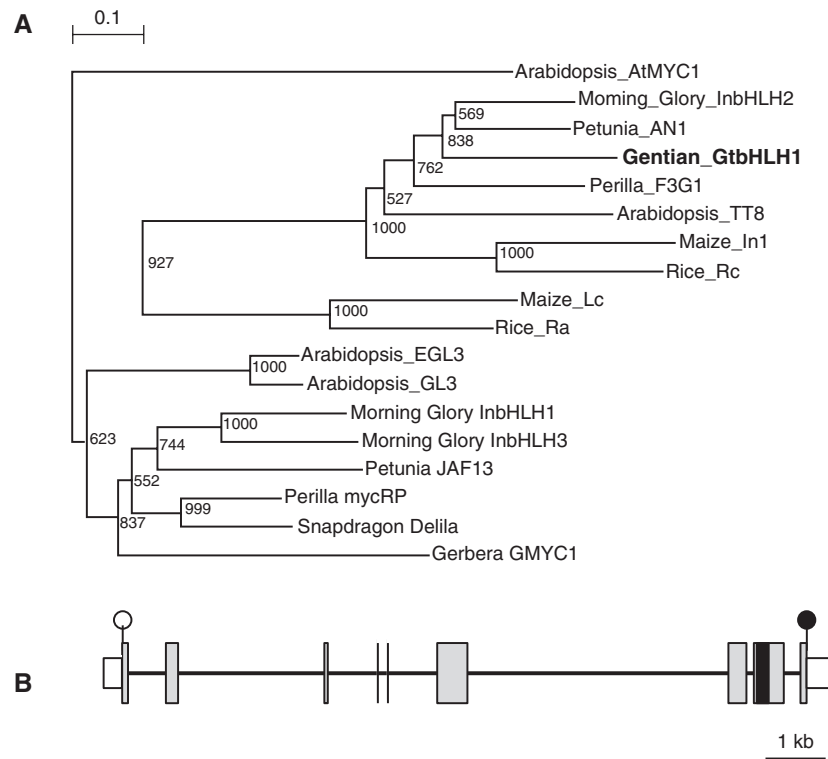 A
0.1
Arabidopsis_AtMYC1
Moming_Glory_InbHLH2
569
Petunia_AN1
838
Gentian_GtbHLH1
762
Perilla_F3G1
527
Arabidopsis_TT8
1000
Maize_In1
1000
927
Rice_Rc
Maize_Lc
1000
Rice_Ra
Arabidopsis_EGL3
1000
Arabidopsis_GL3
Morning Glory InbHLH1
1000
623
744
Morning Glory InbHLH3
Petunia JAF13
552
Perilla mycRP
999
837
Snapdragon Delila
Gerbera GMYC1
B
1 kb